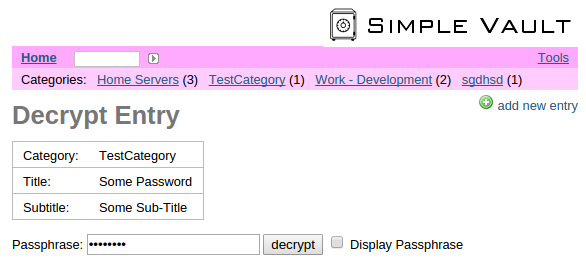 Simple Vault
Home Tools
Categories: Home Servers (3) TestCategory (1) Work - Development (2) sgdhsd (1)
Decrypt Entry
add new entry
Category: TestCategory
Title: Some Password
Subtitle: Some Sub-Title
Passphrase: •••••••• decrypt Display Passphrase